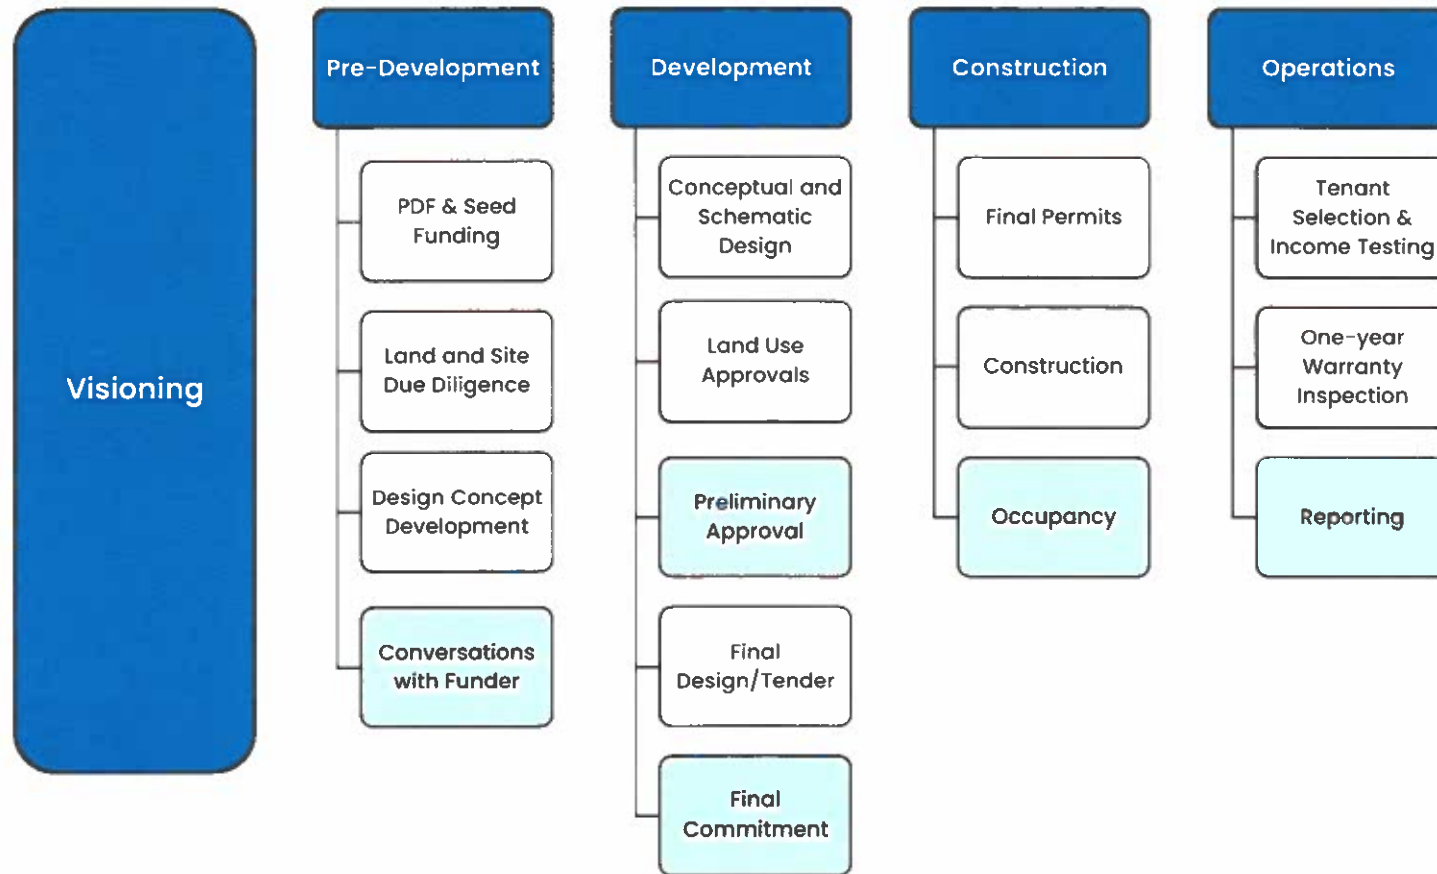 Visioning
Pre-Development
PDF & Seed
Funding
Land and Site
Due Diligence
Design Concept
Development
Conversations
with Funder
Development
Conceptual and
Schematic
Design
Land Use
Approvals
Preliminary
Approval
Final
Design/Tender
Final
Commitment
Construction
Final Permits
Construction
Occupancy
Operations
Tenant
Selection &
Income Testing
One-year
Warranty
Inspection
Reporting